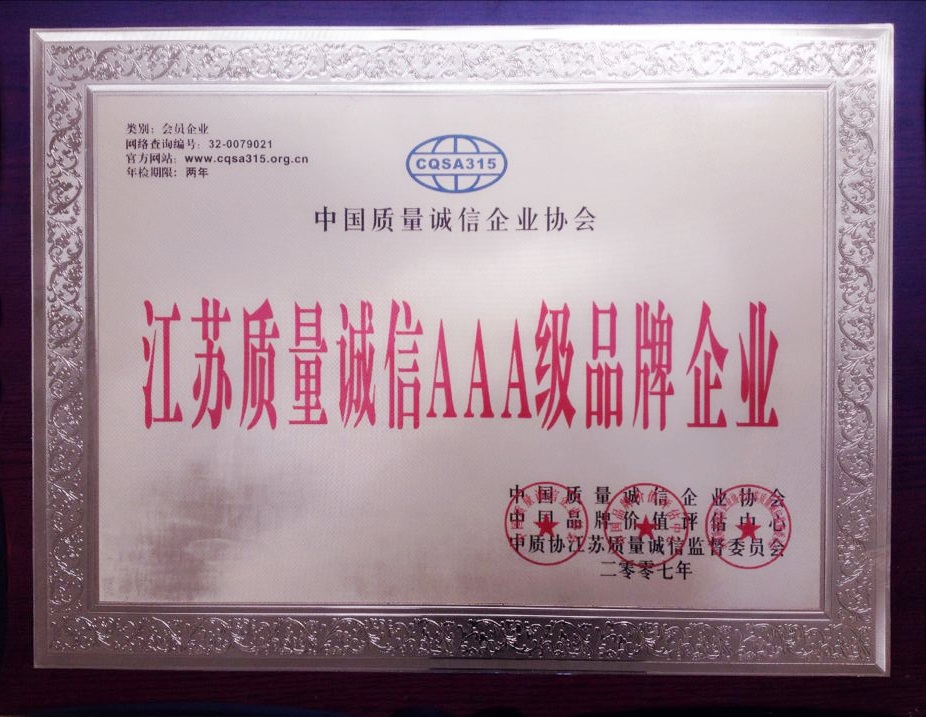 类别：会员企业
网络查询编号：32-0079021
官方网站：www.cqsa315.org.cn
年检期限：两年
CQSA315
中国质量诚信企业协会
江苏质量诚信AAA级品牌企业
中国质量诚信企业协会
中国品牌价值评估中心
中质协江苏质量诚信监督委员会
二零零七年